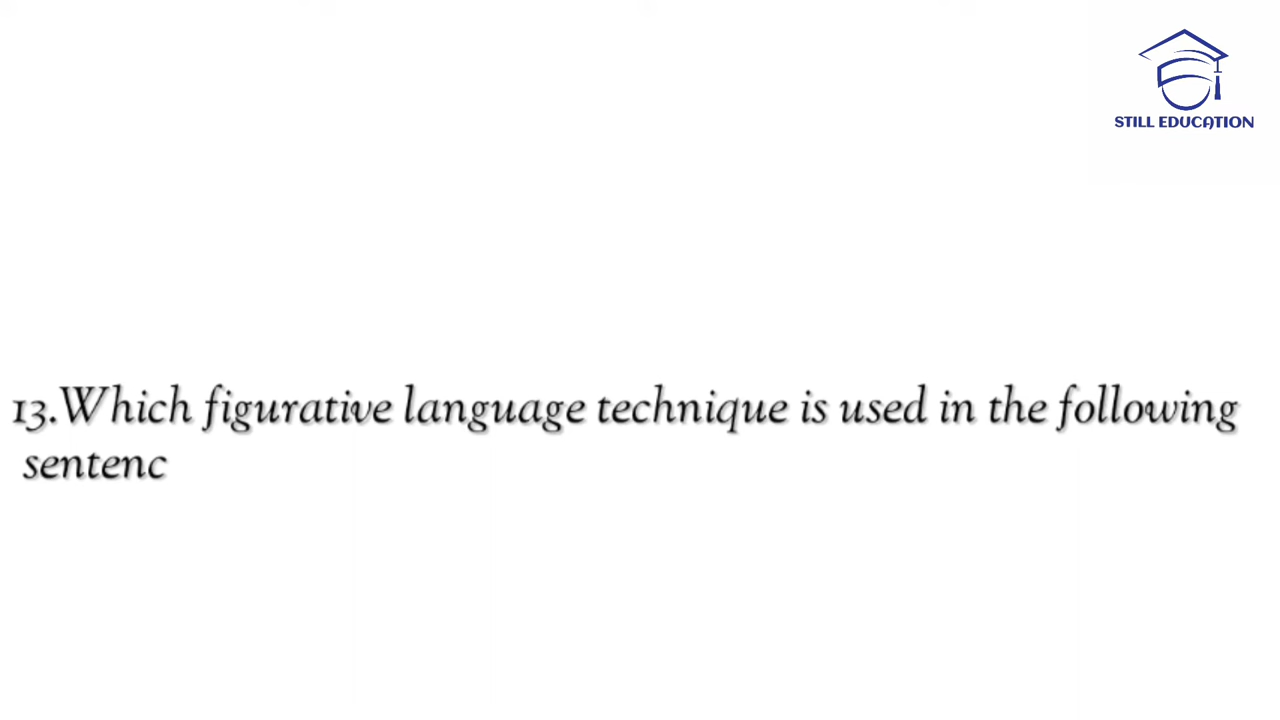 STILL EDUCATION
13.Which figurative language technique is used in the following
sentenc